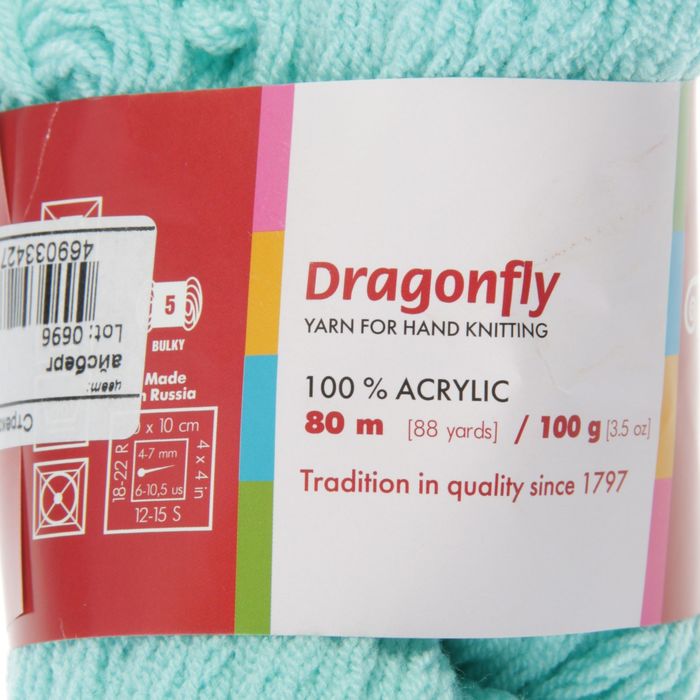 Dragonfly
YARN FOR HAND KNITTING
100 % ACRYLIC
80 m [88 yards] / 100 g [3.5 oz]
Tradition in quality since 1797
5
BULKY
Made
Russia
x 10 cm
4 x 4 in
18-22 R
4-7 mm
6-10,5 us
12-15 S
469033427
Lot: 0696
айсберг
цвет: